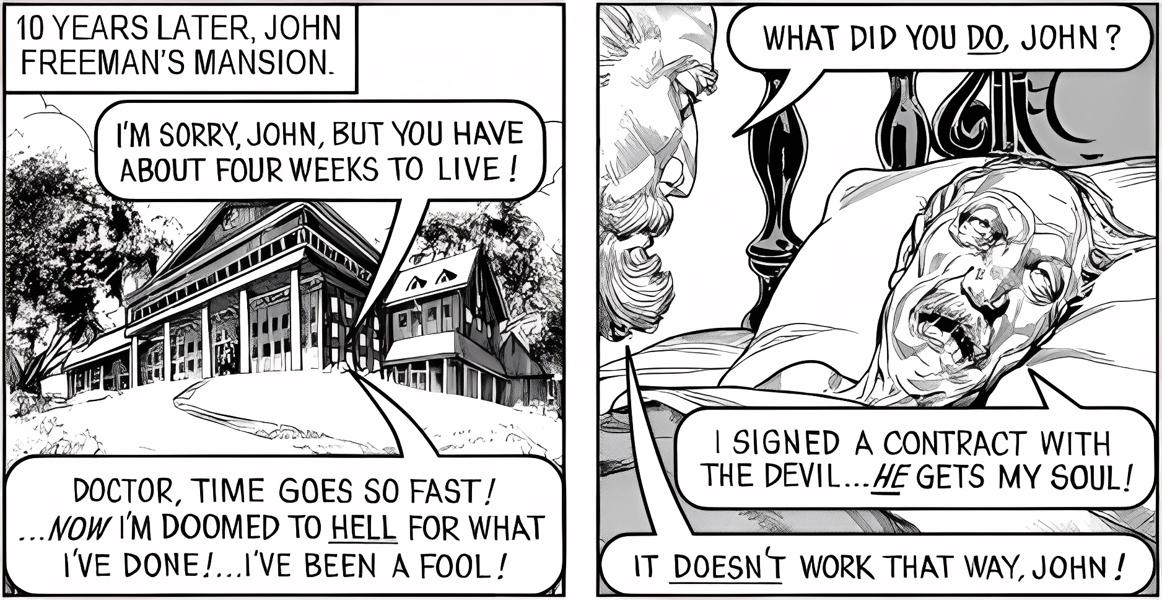 10 YEARS LATER, JOHN
FREEMAN'S MANSION.
I'M SORRY, JOHN, BUT YOU HAVE
ABOUT FOUR WEEKS TO LIVE!
DOCTOR, TIME GOES SO FAST!
...NOW I'M DOOMED TO HELL FOR WHAT
I'VE DONE!...I'VE BEEN A FOOL!
WHAT DID YOU DO, JOHN?
I SIGNED A CONTRACT WITH
THE DEVIL...HE GETS MY SOUL!
IT DOESN'T WORK THAT WAY, JOHN!